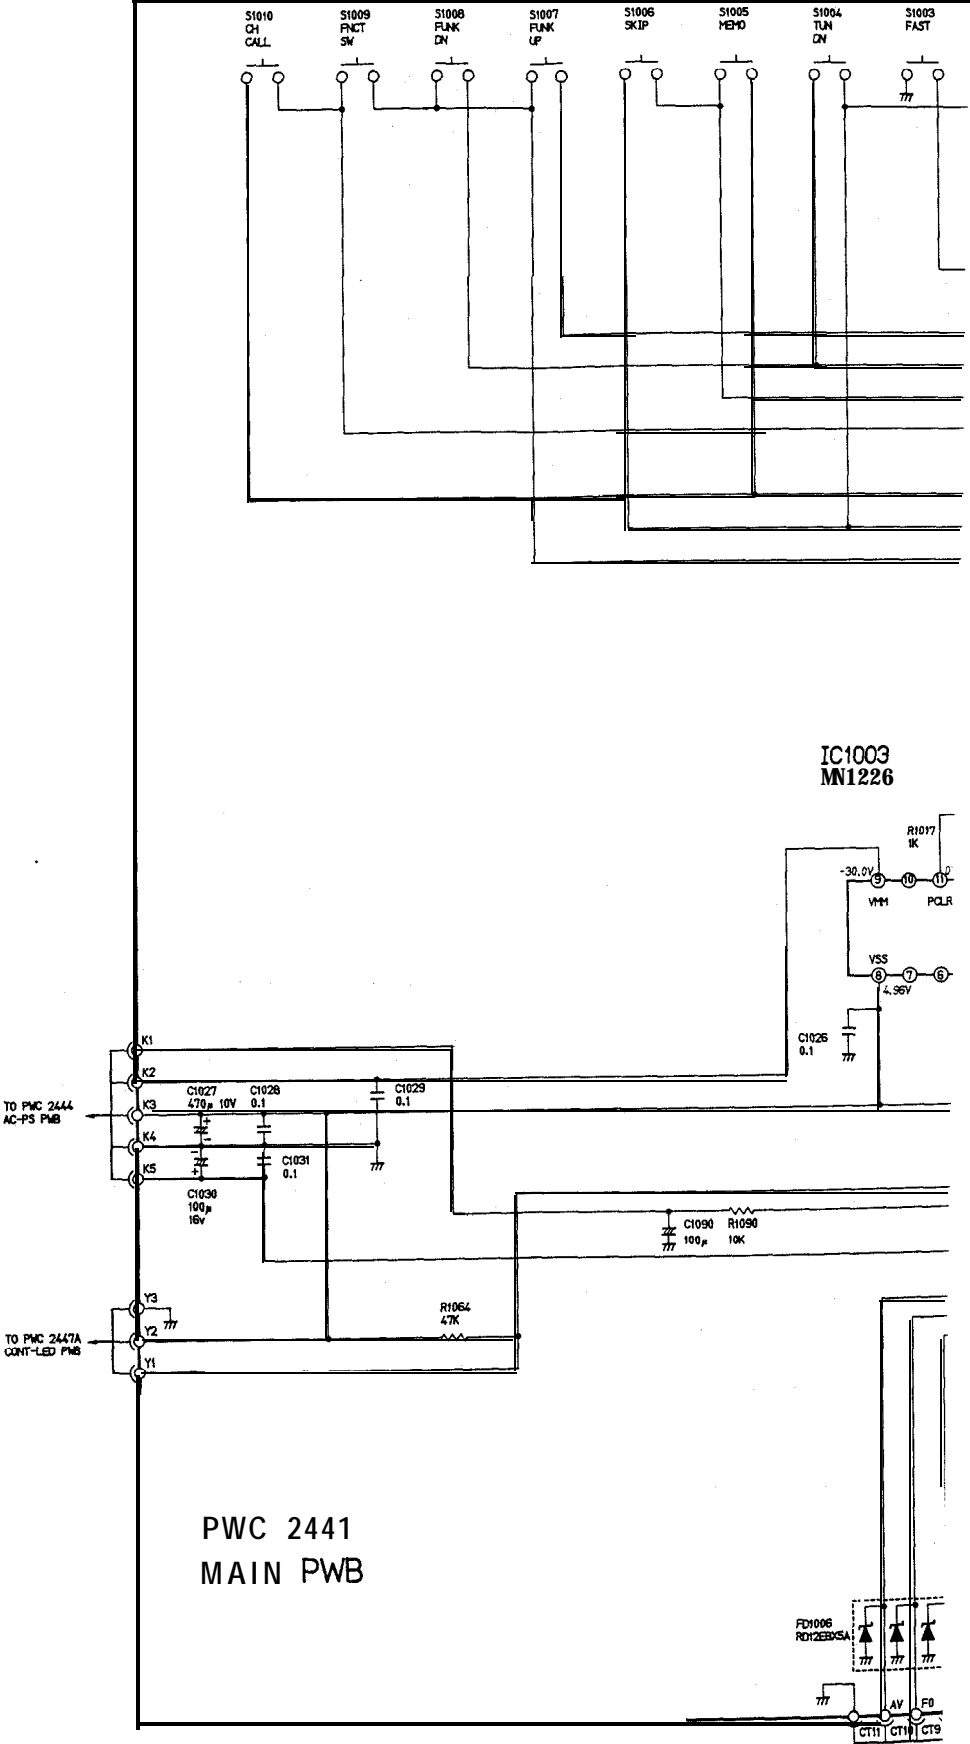 S1010
CH
CALL
S1009
FNCT
SW
S1008
FUNK
DN
S1007
FUNK
UP
S1006
SKIP
S1005
MEMO
S1004
TUN
DN
S1003
FAST
IC1003
MN1226
R1017
1K
-30.0V
9
10
11
0
VMM
PCLR
VSS
8
7
6
4.96V
C1026
0.1
K1
K2
K3
K4
K5
TO PWC 2444
AC-PS PWB
C1027
470μ 10V
C1028
0.1
C1029
0.1
+
-
-
+
C1031
0.1
C1030
100μ
16V
C1090
100μ
R1090
10K
Y3
Y2
Y1
TO PWC 2447A
CONT-LED PWB
R1064
47K
PWC 2441
MAIN PWB
FD1006
RD12EBX5A
AV
F0
CT11
CT10
CT9